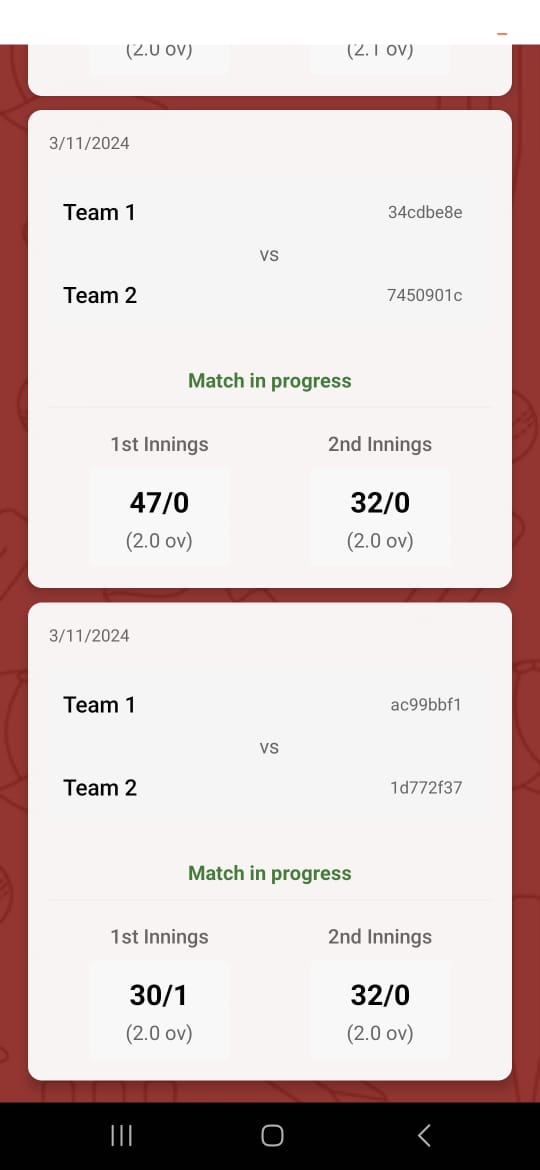 (2.0 ov) (2.1 ov)
3/11/2024
Team 1 34cdbe8e
vs
Team 2 7450901c
Match in progress
1st Innings 2nd Innings
47/0 32/0
(2.0 ov) (2.0 ov)
3/11/2024
Team 1 ac99bbf1
vs
Team 2 1d772f37
Match in progress
1st Innings 2nd Innings
30/1 32/0
(2.0 ov) (2.0 ov)